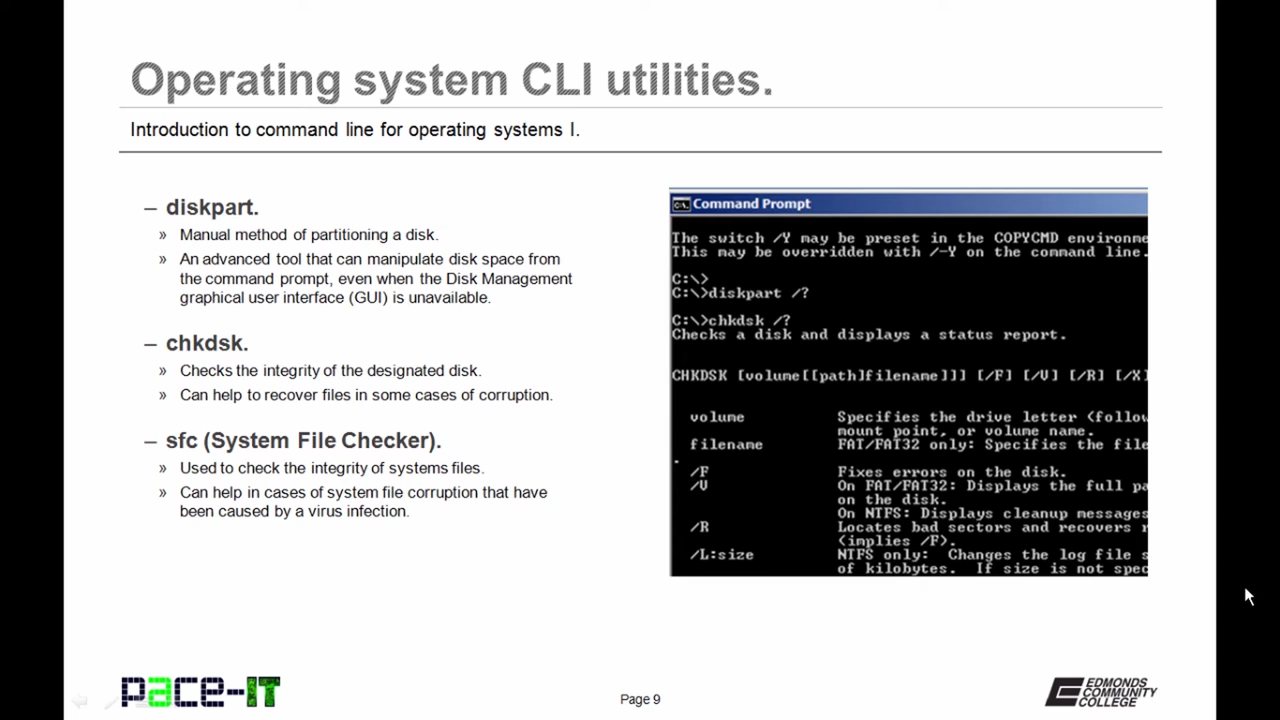 Operating system CLI utilities.
Introduction to command line for operating systems I.
– diskpart.
» Manual method of partitioning a disk.
» An advanced tool that can manipulate disk space from
the command prompt, even when the Disk Management
graphical user interface (GUI) is unavailable.
– chkdsk.
» Checks the integrity of the designated disk.
» Can help to recover files in some cases of corruption.
– sfc (System File Checker).
» Used to check the integrity of systems files.
» Can help in cases of system file corruption that have
been caused by a virus infection.
C:\. Command Prompt
The switch /Y may be preset in the COPYCMD environme
This may be overridden with /-Y on the command line.
C:\>
C:\>diskpart /?
C:\>chkdsk /?
Checks a disk and displays a status report.
CHKDSK [volume[[path]filename]]] [/F] [/V] [/R] [/X]
volume Specifies the drive letter (follow
mount point, or volume name.
filename FAT/FAT32 only: Specifies the file
.
/F Fixes errors on the disk.
/V On FAT/FAT32: Displays the full pa
on the disk.
On NTFS: Displays cleanup messages
/R Locates bad sectors and recovers r
(implies /F).
/L:size NTFS only: Changes the log file s
of kilobytes. If size is not spec
pace-IT
Page 9
EDMONDS
COMMUNITY
COLLEGE